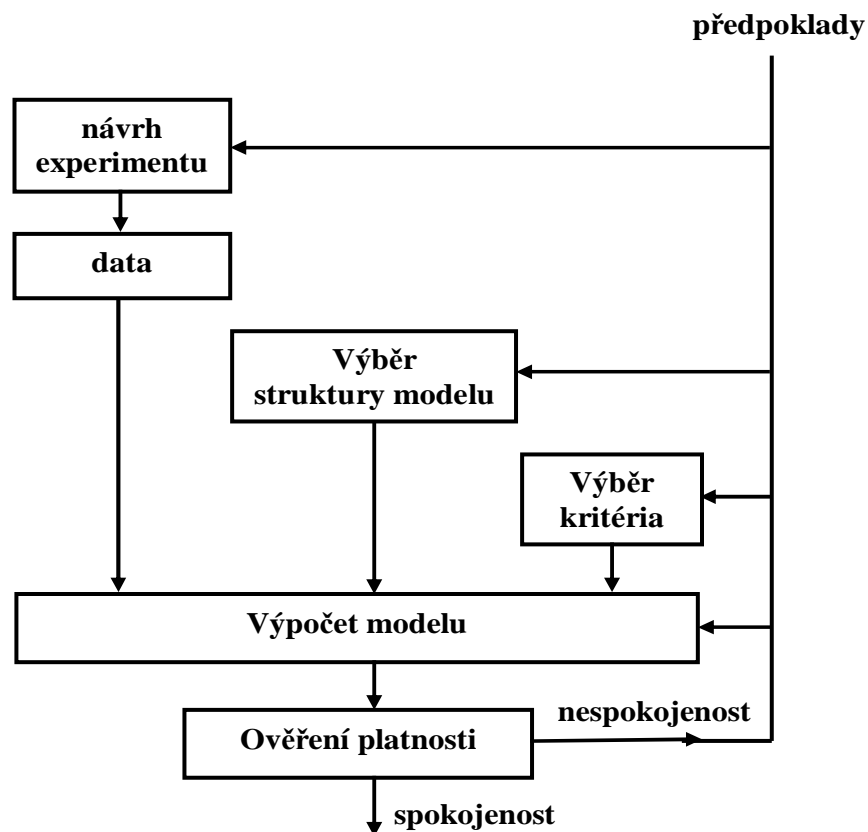 předpoklady
návrh
experimentu
data
Výběr
struktury modelu
Výběr
kritéria
Výpočet modelu
nespokojenost
Ověření platnosti
spokojenost